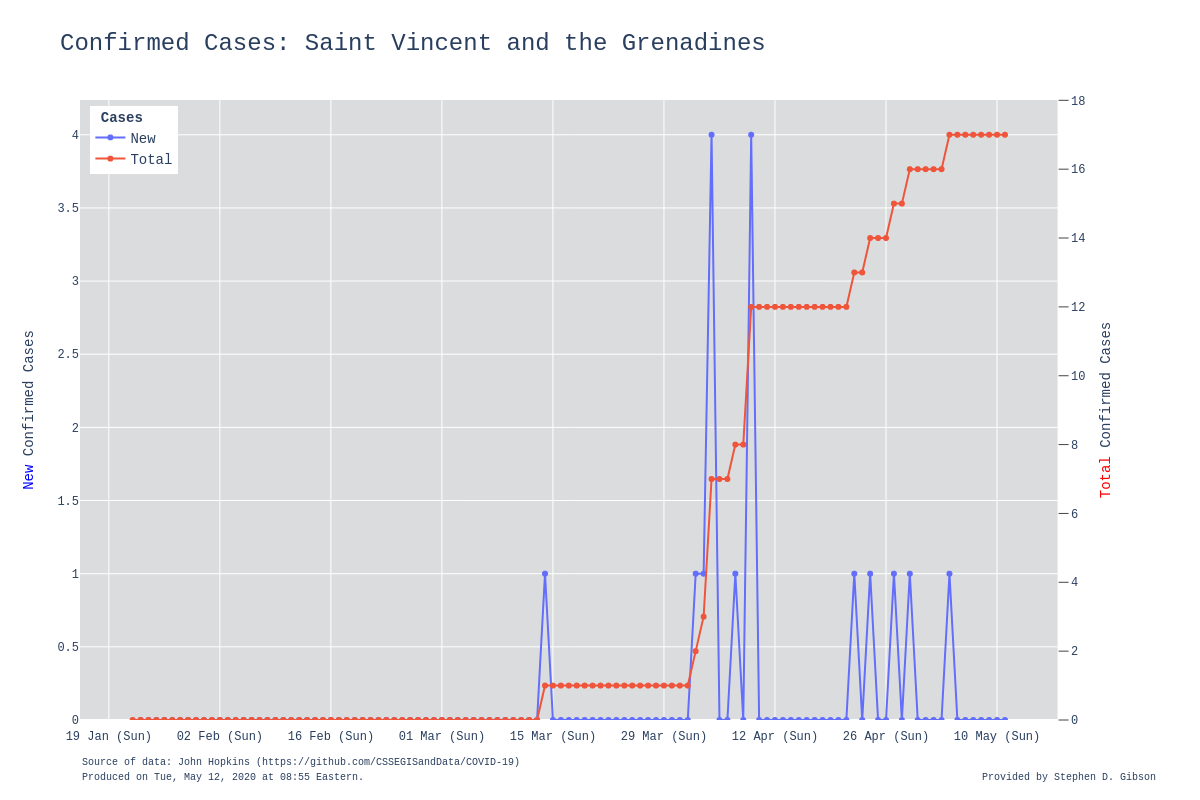 Confirmed Cases: Saint Vincent and the Grenadines
Cases
New
Total
4
3.5
3
2.5
2
1.5
1
0.5
0
New Confirmed Cases
18
16
14
12
10
8
6
4
2
0
Total Confirmed Cases
19 Jan (Sun) 02 Feb (Sun) 16 Feb (Sun) 01 Mar (Sun) 15 Mar (Sun) 29 Mar (Sun) 12 Apr (Sun) 26 Apr (Sun) 10 May (Sun)
Source of data: John Hopkins (https://github.com/CSSEGISandData/COVID-19)
Produced on Tue, May 12, 2020 at 08:55 Eastern.
Provided by Stephen D. Gibson